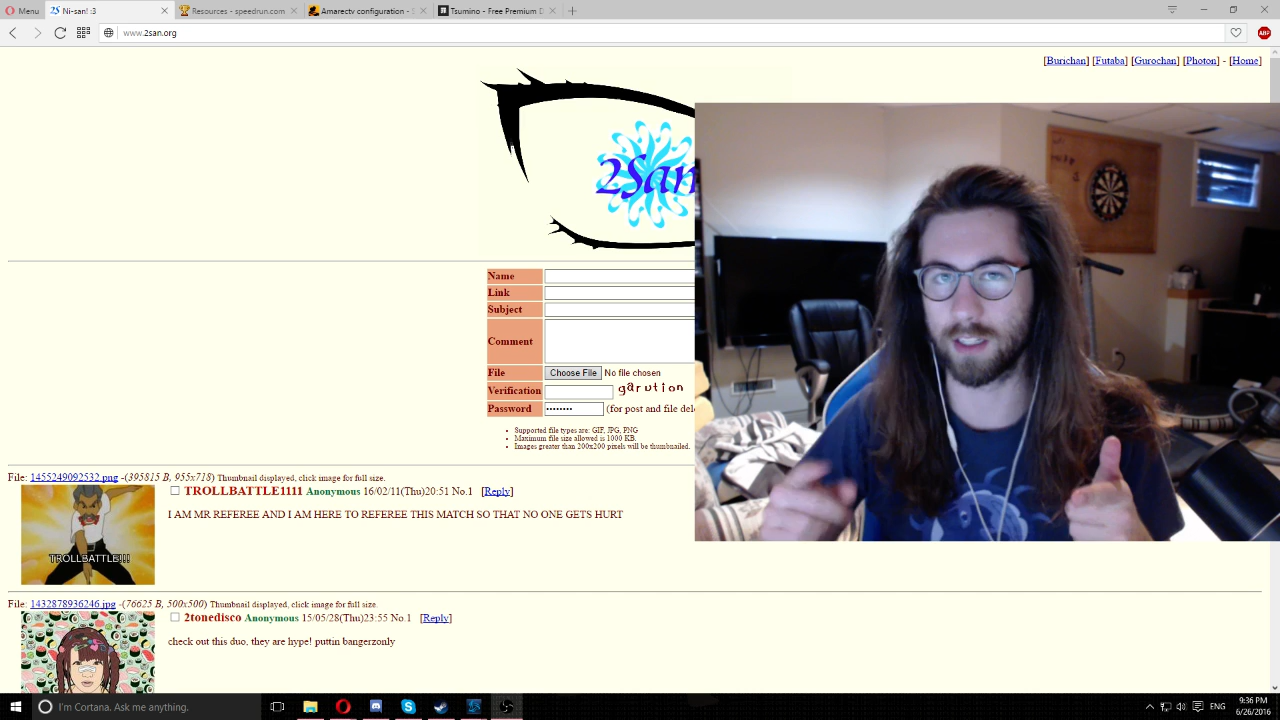 Menu
Ni-san! :3
Resources - speedrun.com
Amarectv configuration - S
Tsumino - Free Premium D
www.2san.org
ABP
[Burichan] [Futaba] [Gurochan] [Photon] - [Home]
2San
Name
Link
Subject
Comment
File
Choose File No file chosen
Verification
garution
Password
•••••••• (for post and file dele
Supported file types are: GIF, JPG, PNG
Maximum file size allowed is 1000 KB.
Images greater than 200x200 pixels will be thumbnailed.
File: 1455249092532.png -(395815 B, 955x718) Thumbnail displayed, click image for full size.
TROLLBATTLE1111 Anonymous 16/02/11(Thu)20:51 No.1 [Reply]
I AM MR REFEREE AND I AM HERE TO REFEREE THIS MATCH SO THAT NO ONE GETS HURT
TROLLBATTLE!!!
File: 1432878936246.jpg -(76625 B, 500x500) Thumbnail displayed, click image for full size.
2tonedisco Anonymous 15/05/28(Thu)23:55 No.1 [Reply]
check out this duo, they are hype! puttin bangerzonly
I'm Cortana. Ask me anything.
ENG
9:36 PM
6/26/2016